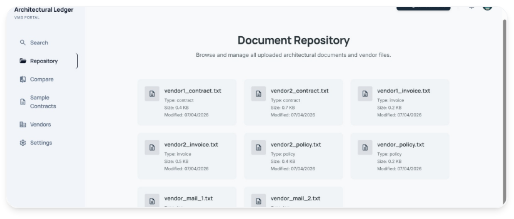 Architectural Ledger
VMS PORTAL
Search
Repository
Compare
Sample
Contracts
Vendors
Settings
Document Repository
Browse and manage all uploaded architectural documents and vendor files.
vendor1_contract.txt
Type: contract
Size: 0.4 KB
Modified: 07/04/2026
vendor2_contract.txt
Type: contract
Size: 0.7 KB
Modified: 07/04/2026
vendor1_invoice.txt
Type: invoice
Size: 0.2 KB
Modified: 07/04/2026
vendor2_invoice.txt
Type: invoice
Size: 0.5 KB
Modified: 07/04/2026
vendor2_policy.txt
Type: policy
Size: 0.4 KB
Modified: 07/04/2026
vendor_policy.txt
Type: policy
Size: 0.3 KB
Modified: 07/04/2026
vendor_mail_1.txt
vendor_mail_2.txt